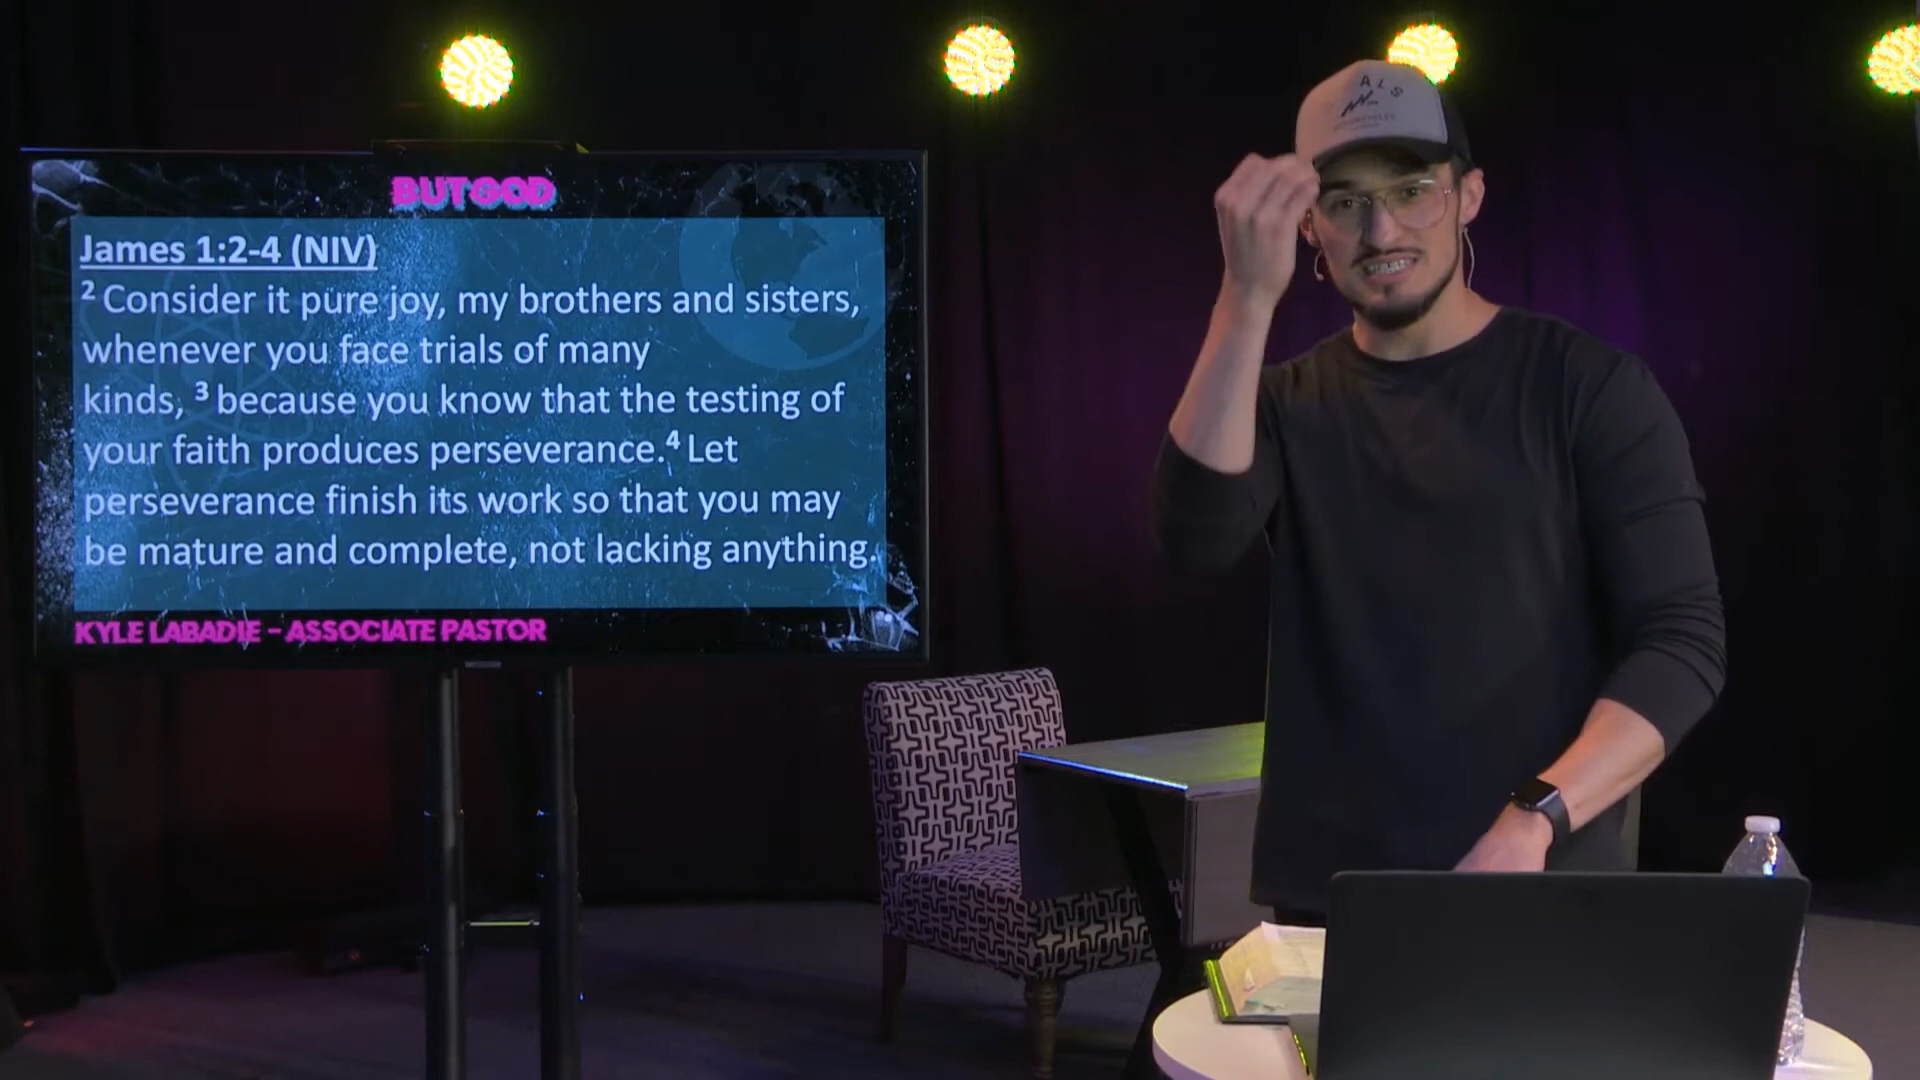 BUT GOD
James 1:2-4 (NIV)
2 Consider it pure joy, my brothers and sisters,
whenever you face trials of many
kinds, 3 because you know that the testing of
your faith produces perseverance.4 Let
perseverance finish its work so that you may
be mature and complete, not lacking anything.
KYLE LABADIE - ASSOCIATE PASTOR
ALS